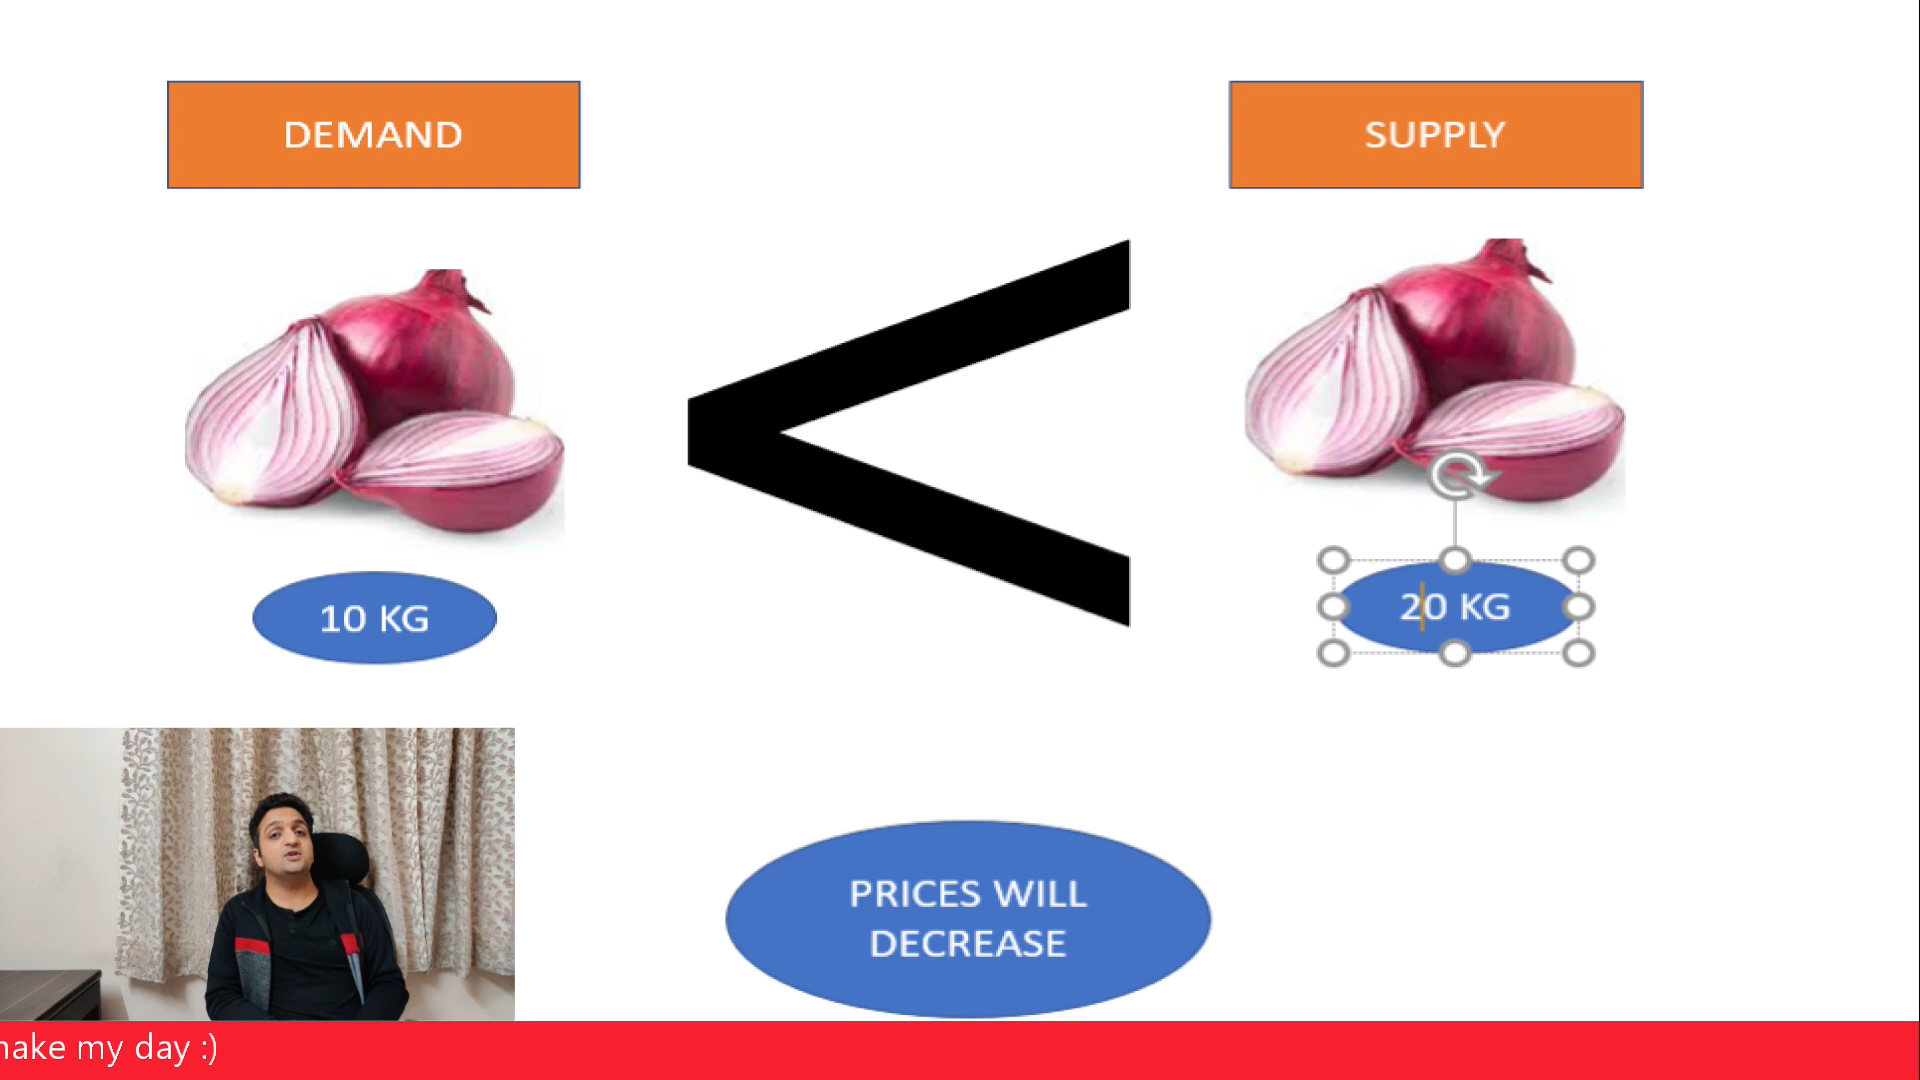 DEMAND
SUPPLY
<
10 KG
20 KG
PRICES WILL
DECREASE
make my day :)